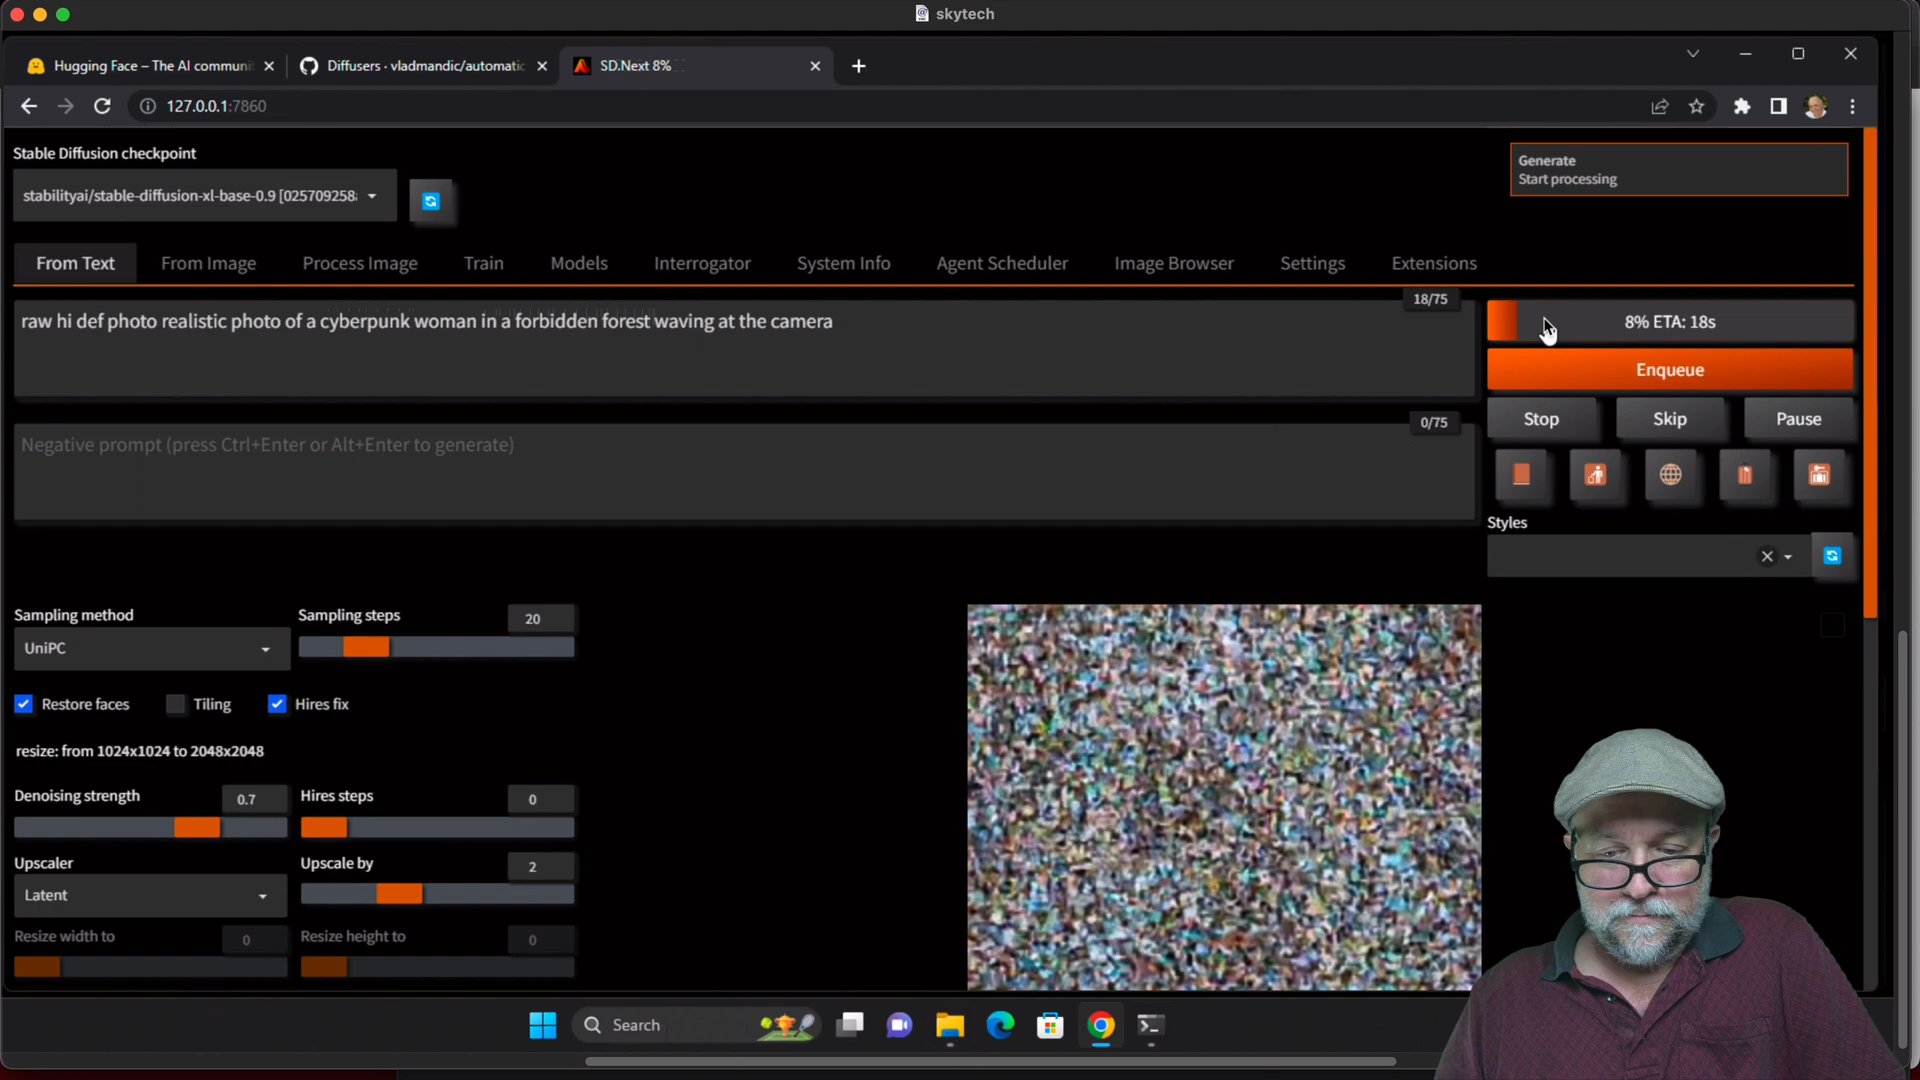 skytech
Hugging Face – The AI communi
Diffusers · vladmandic/automatic
SD.Next 8%
127.0.0.1:7860
Stable Diffusion checkpoint
stabilityai/stable-diffusion-xl-base-0.9 [025709258
Generate
Start processing
From Text
From Image
Process Image
Train
Models
Interrogator
System Info
Agent Scheduler
Image Browser
Settings
Extensions
18/75
raw hi def photo realistic photo of a cyberpunk woman in a forbidden forest waving at the camera
8% ETA: 18s
Enqueue
0/75
Negative prompt (press Ctrl+Enter or Alt+Enter to generate)
Stop
Skip
Pause
Styles
Sampling method
Sampling steps
20
UniPC
Restore faces
Tiling
Hires fix
resize: from 1024x1024 to 2048x2048
Denoising strength
0.7
Hires steps
0
Upscaler
Upscale by
2
Latent
Resize width to
0
Resize height to
0
Search